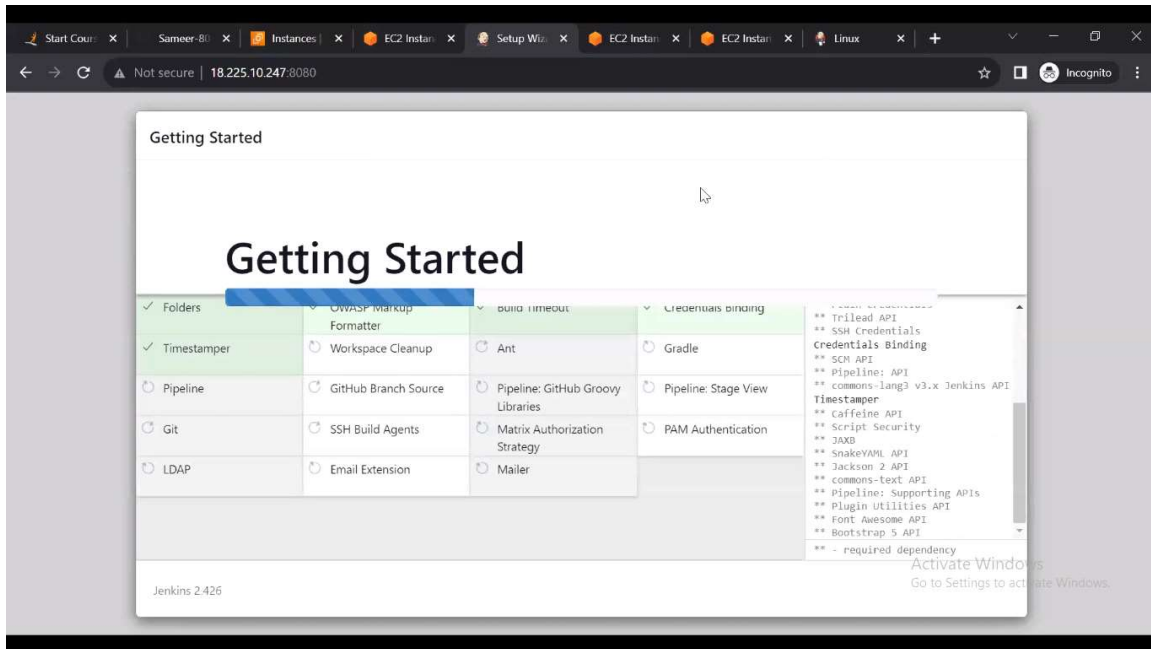 Start Cour
Sameer-80
Instances
EC2 Instan
Setup Wiz
EC2 Instan
EC2 Instan
Linux
Not secure | 18.225.10.247:8080
Incognito
Getting Started
Getting Started
Folders
OWASP Markup
Formatter
Build Timeout
Credentials Binding
Timestamper
Workspace Cleanup
Ant
Gradle
Pipeline
GitHub Branch Source
Pipeline: GitHub Groovy
Libraries
Pipeline: Stage View
Git
SSH Build Agents
Matrix Authorization
Strategy
PAM Authentication
LDAP
Email Extension
Mailer
** Trilead API
** SSH Credentials
Credentials Binding
** SCM API
** Pipeline: API
** commons-lang3 v3.x Jenkins API
Timestamper
** Caffeine API
** Script Security
** JAXB
** SnakeYAML API
** Jackson 2 API
** commons-text API
** Pipeline: Supporting APIs
** Plugin Utilities API
** Font Awesome API
** Bootstrap 5 API
** - required dependency
Activate Windows
Go to Settings to activate Windows.
Jenkins 2.426